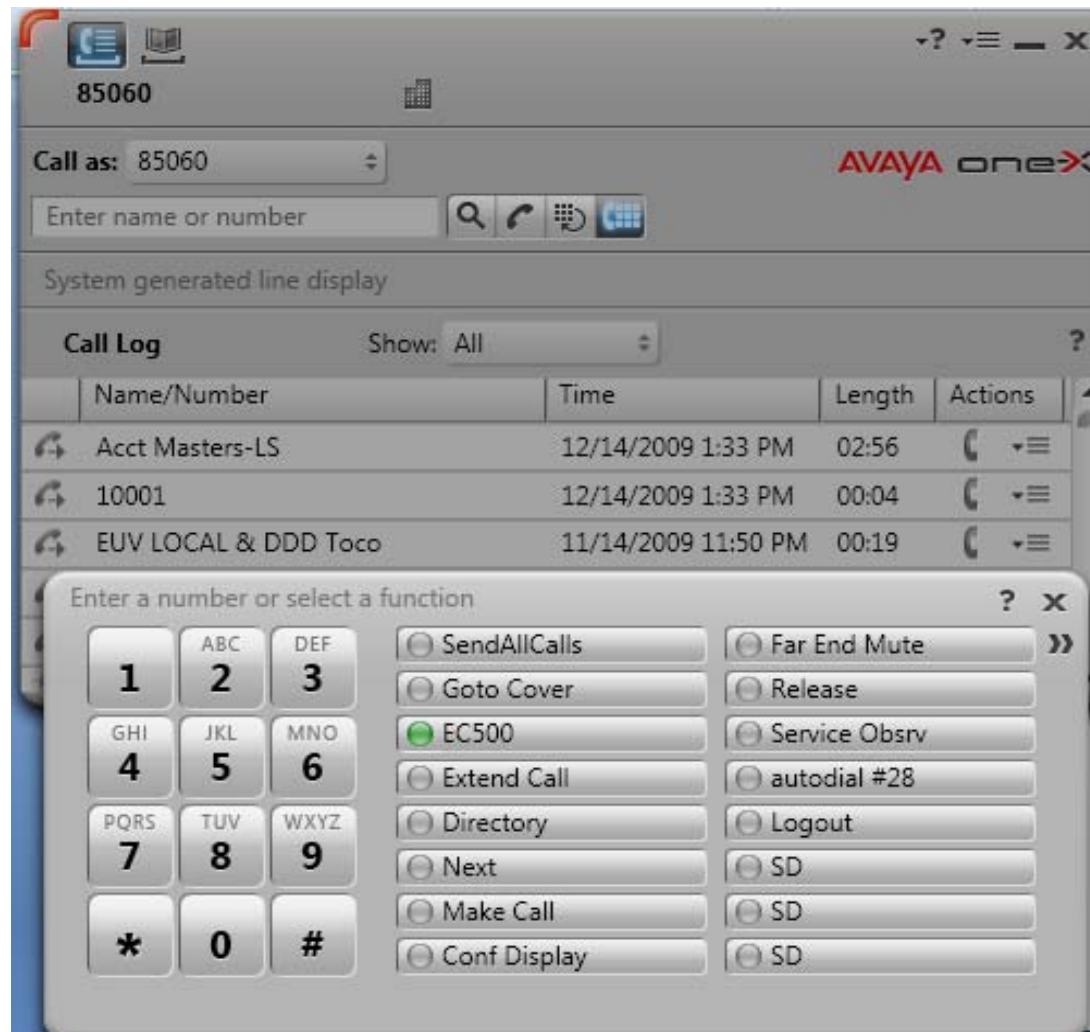 ?
85060
Call as: 85060
AVAYA one-X
Enter name or number
System generated line display
Call Log Show: All ?
Name/Number Time Length Actions
Acct Masters-LS 12/14/2009 1:33 PM 02:56
10001 12/14/2009 1:33 PM 00:04
EUV LOCAL & DDD Toco 11/14/2009 11:50 PM 00:19
Enter a number or select a function ? x
1 ABC 2 DEF 3
GHI 4 JKL 5 MNO 6
PQRS 7 TUV 8 WXYZ 9
* 0 #
SendAllCalls
Goto Cover
EC500
Extend Call
Directory
Next
Make Call
Conf Display
Far End Mute
Release
Service Obsrv
autodial #28
Logout
SD
SD
SD